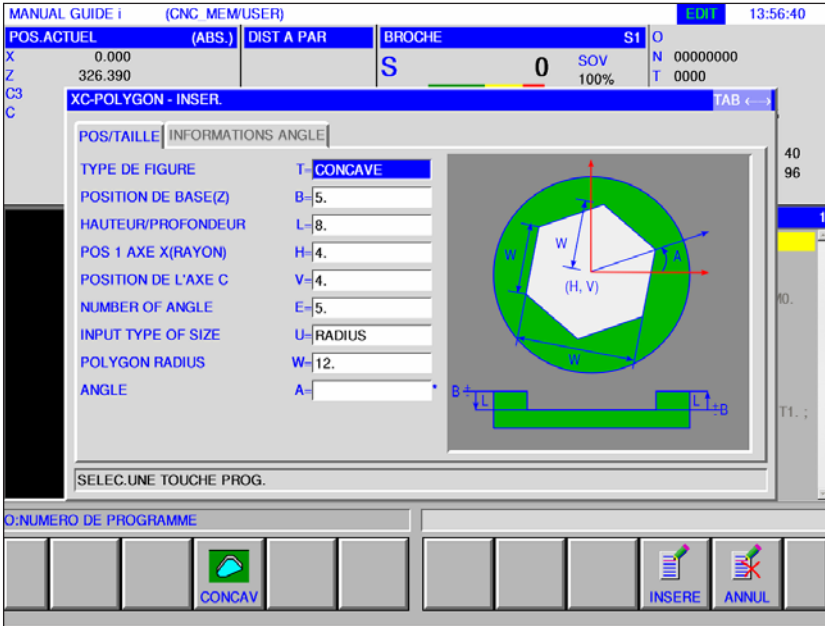 MANUAL GUIDE i (CNC_MEM/USER) EDIT 13:56:40
POS.ACTUEL (ABS.) DIST A PAR BROCHE S1 O
X 0.000
Z 326.390
C3
C
S 0 SOV
100%
N 00000000
T 0000
XC-POLYGON - INSER. TAB
POS/TAILLE INFORMATIONS ANGLE
TYPE DE FIGURE T=CONCAVE
POSITION DE BASE(Z) B=5.
HAUTEUR/PROFONDEUR L=8.
POS 1 AXE X(RAYON) H=4.
POSITION DE L'AXE C V=4.
NUMBER OF ANGLE E=5.
INPUT TYPE OF SIZE U=RADIUS
POLYGON RADIUS W=12.
ANGLE A= °
W
W
A
(H, V)
W
B L L B
40
96
1
M0.
T1. ;
SELEC.UNE TOUCHE PROG.
O:NUMERO DE PROGRAMME
CONCAV INSERE ANNUL